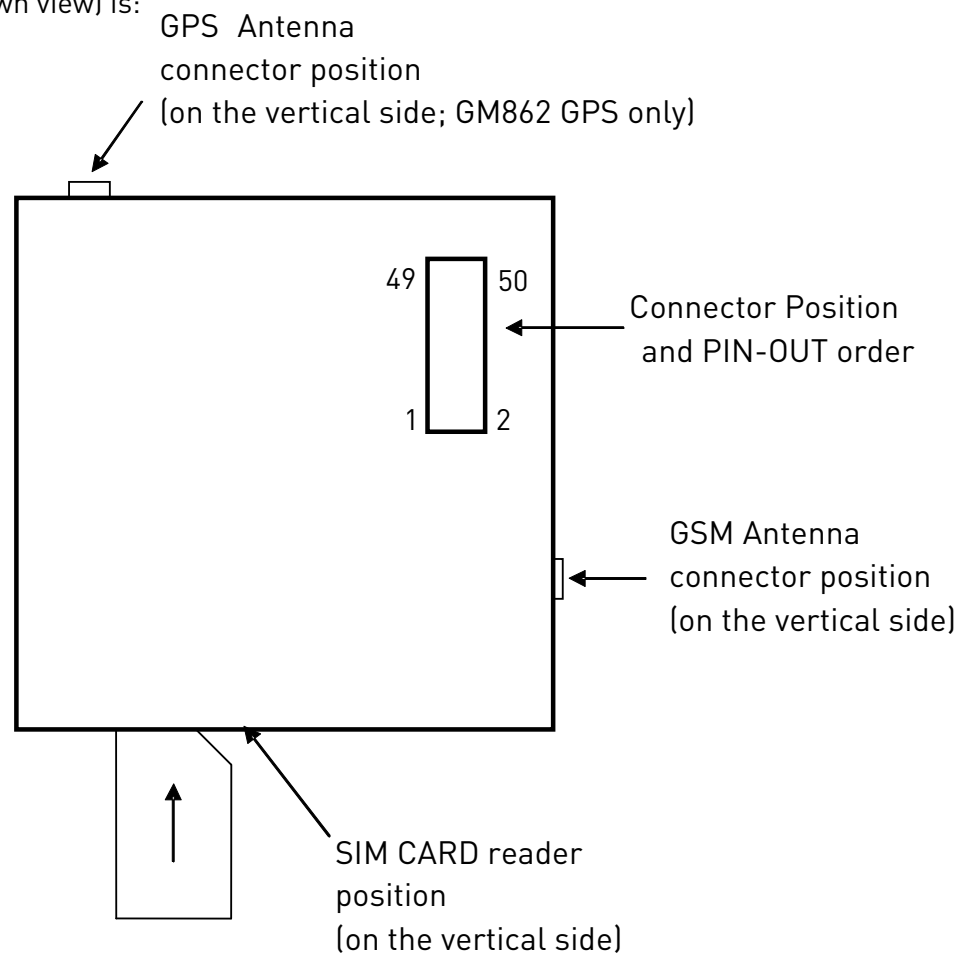 wn view) is:
GPS Antenna
connector position
(on the vertical side; GM862 GPS only)
49 50
Connector Position
and PIN-OUT order
1 2
GSM Antenna
connector position
(on the vertical side)
SIM CARD reader
position
(on the vertical side)